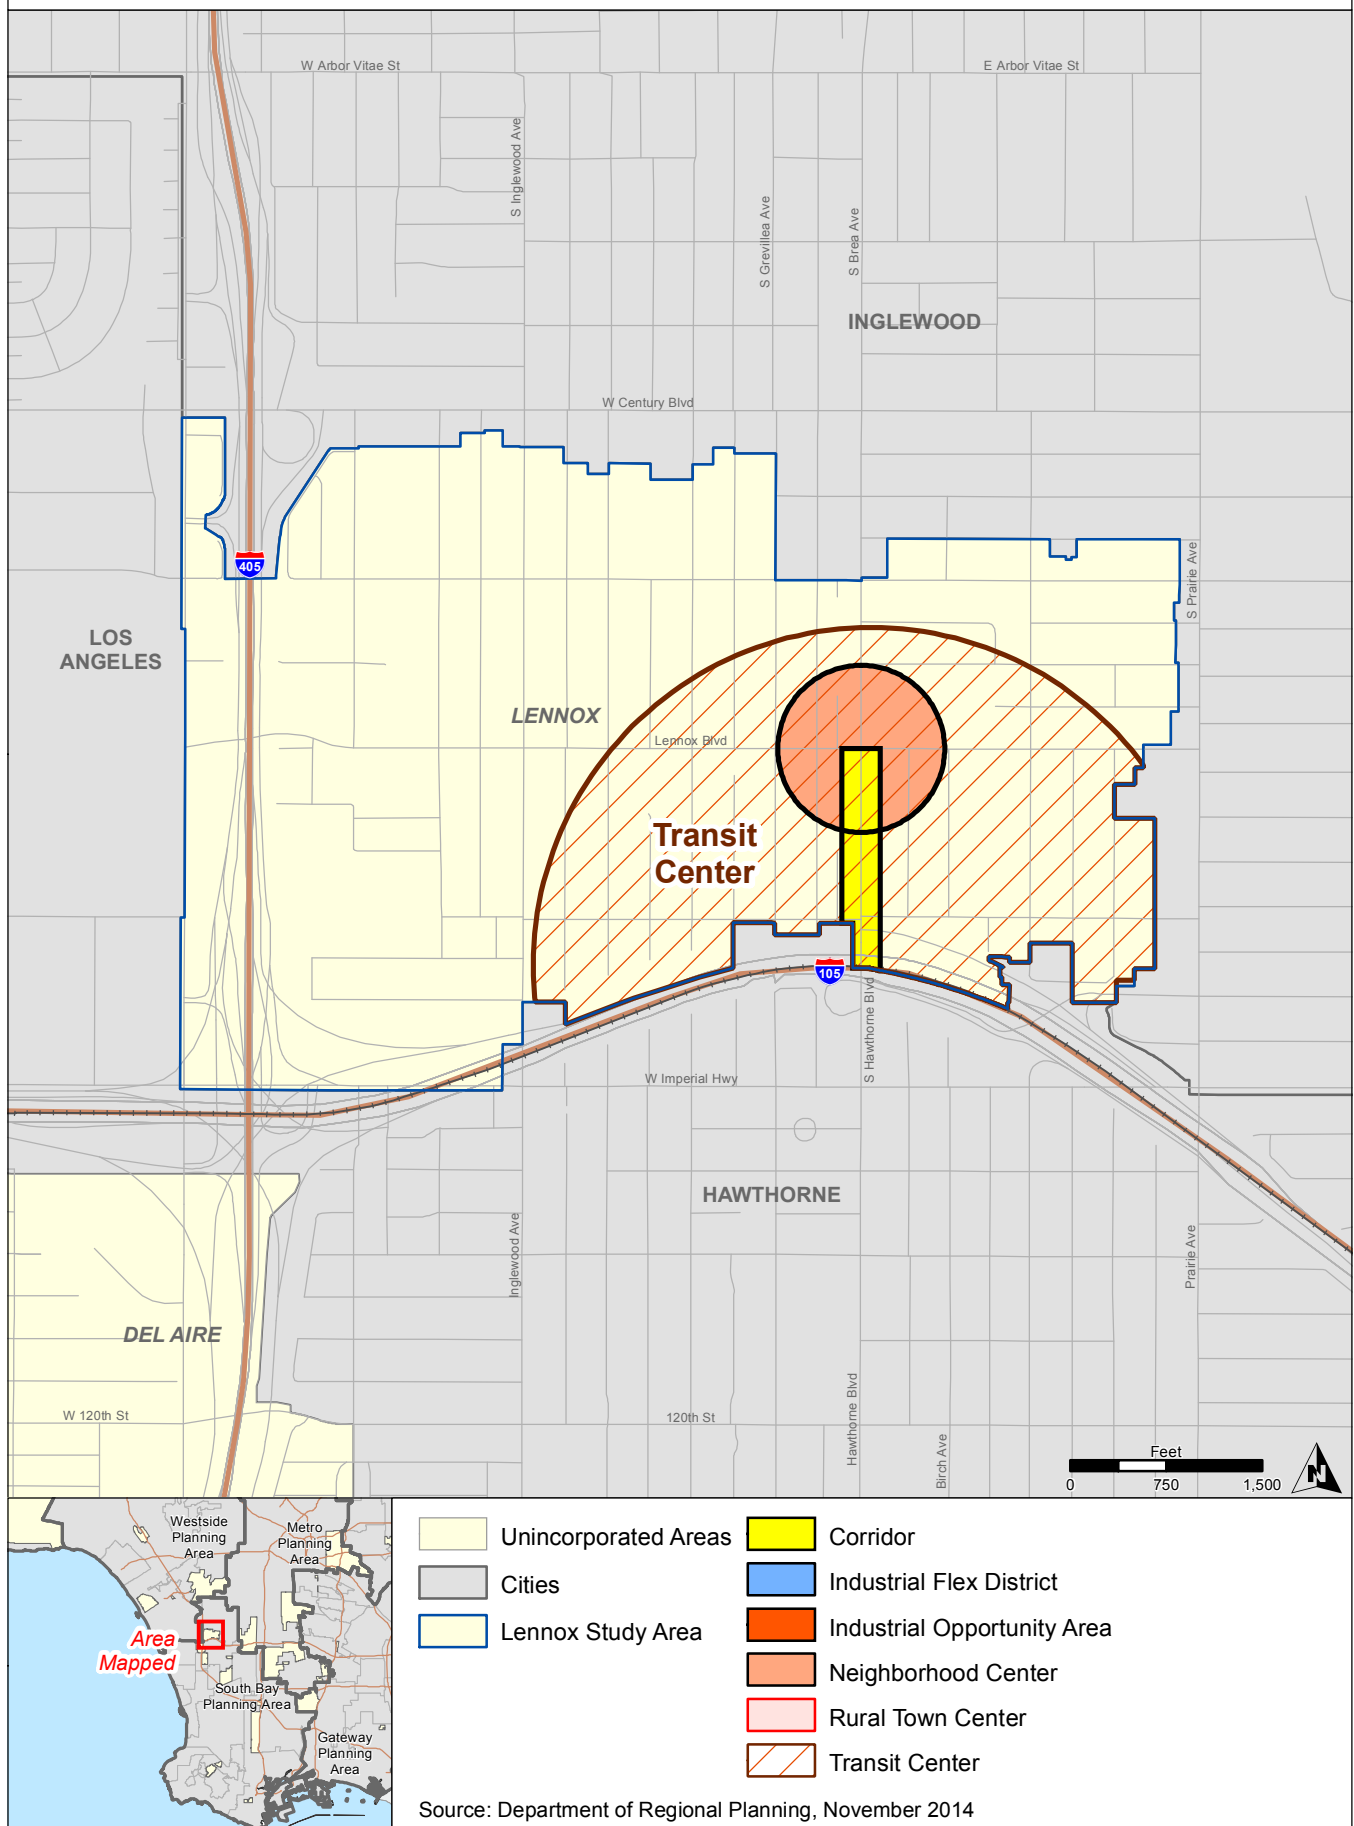 W Arbor Vitae St
E Arbor Vitae St
S Inglewood Ave
S Grevillea Ave
S Brea Ave
INGLEWOOD
W Century Blvd
405
S Prairie Ave
LOS
ANGELES
LENNOX
Lennox Blvd
Transit
Center
105
S Hawthorne Blvd
W Imperial Hwy
HAWTHORNE
Inglewood Ave
Prairie Ave
DEL AIRE
W 120th St
120th St
Hawthorne Blvd
Birch Ave
Feet
0 750 1,500
N
Westside
Planning
Area
Metro
Planning
Area
Area
Mapped
South Bay
Planning Area
Gateway
Planning
Area
Unincorporated Areas
Cities
Lennox Study Area
Corridor
Industrial Flex District
Industrial Opportunity Area
Neighborhood Center
Rural Town Center
Transit Center
Source: Department of Regional Planning, November 2014